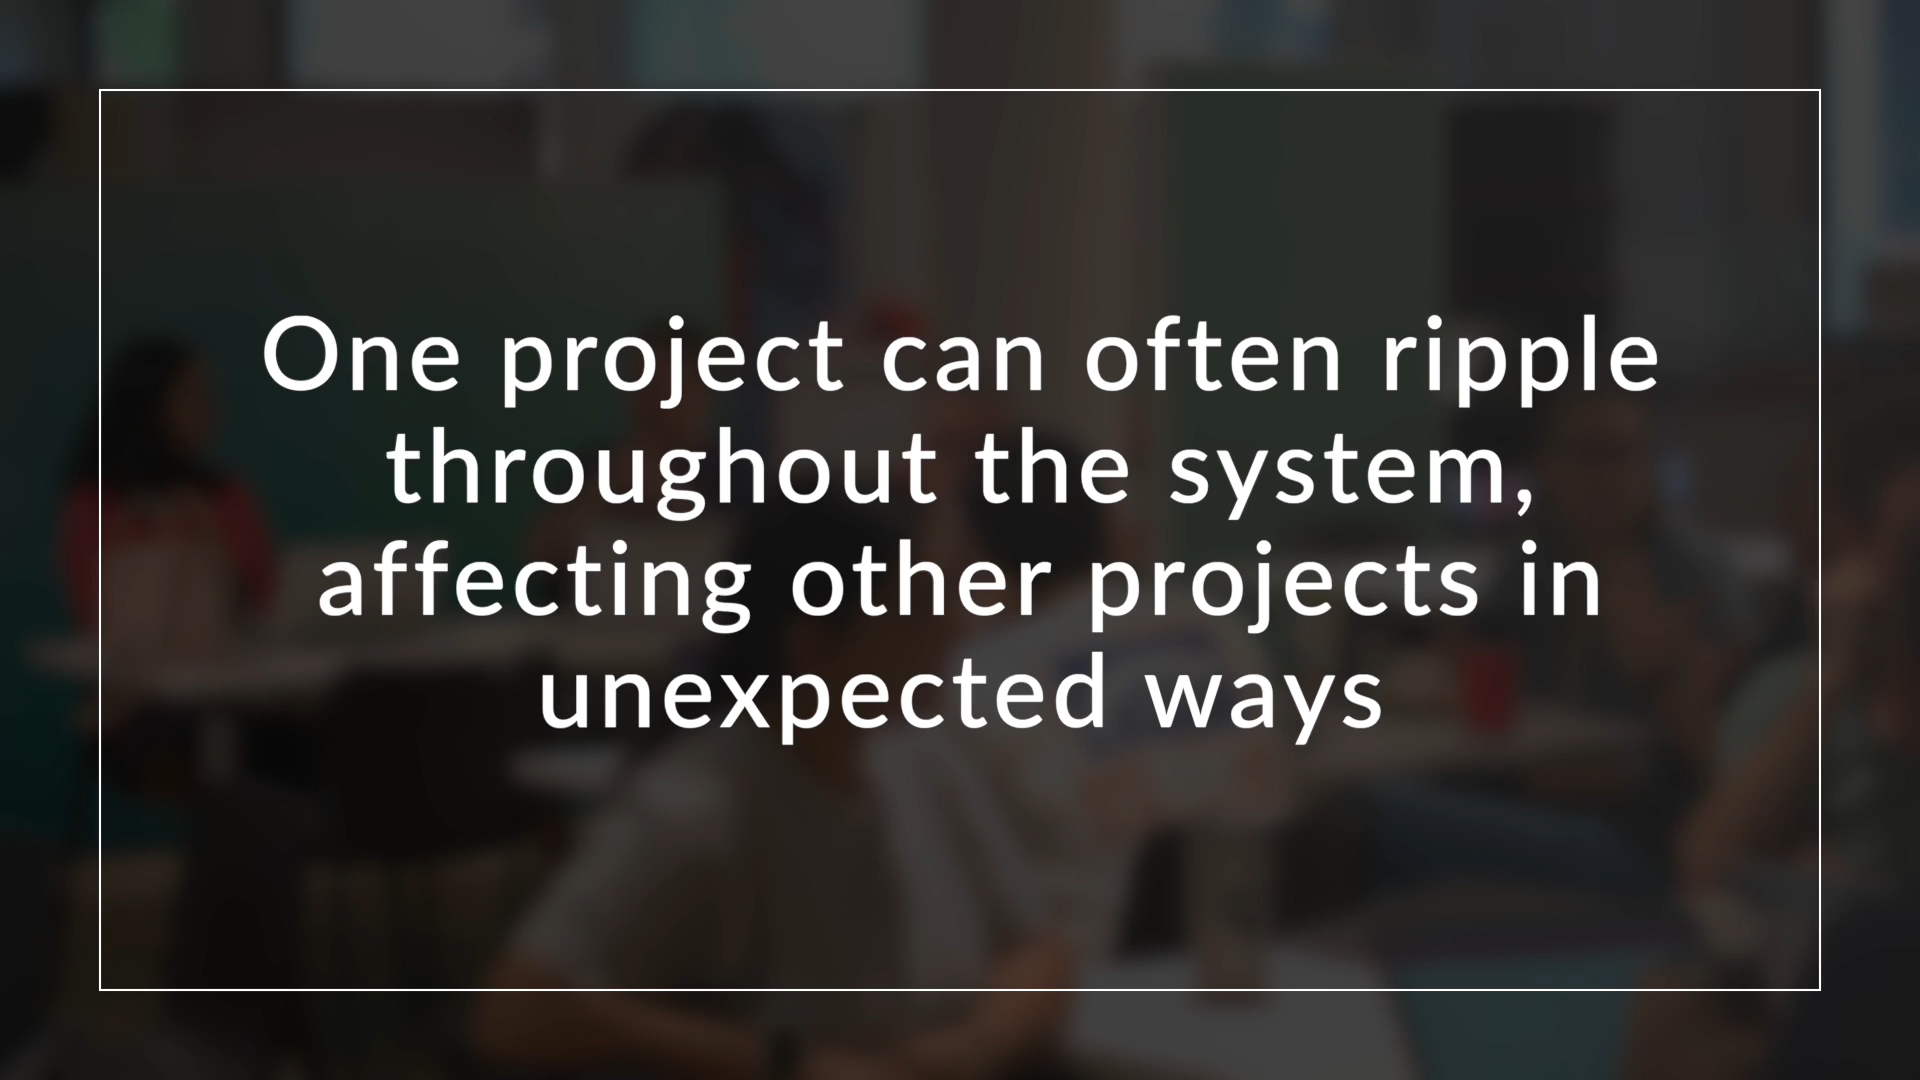 One project can often ripple
throughout the system,
affecting other projects in
unexpected ways